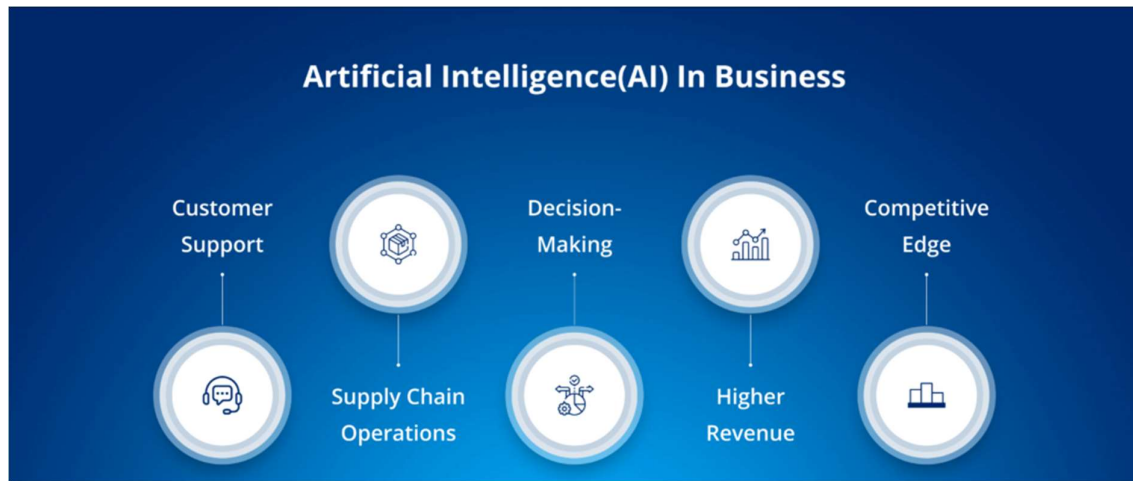 Artificial Intelligence(AI) In Business
Customer
Support
Supply Chain
Operations
Decision-
Making
Higher
Revenue
Competitive
Edge